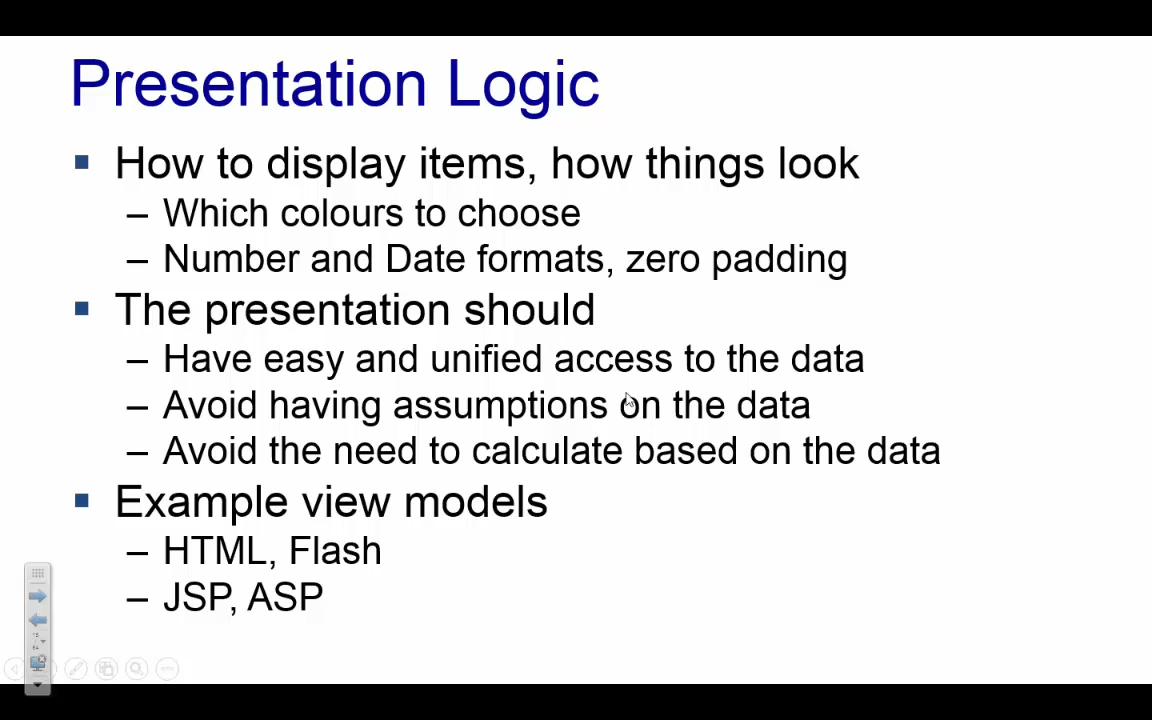 Presentation Logic
How to display items, how things look
– Which colours to choose
– Number and Date formats, zero padding
The presentation should
– Have easy and unified access to the data
– Avoid having assumptions on the data
– Avoid the need to calculate based on the data
Example view models
– HTML, Flash
– JSP, ASP